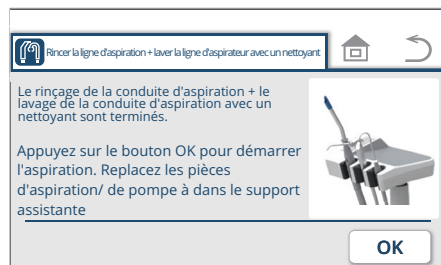 Rincer la ligne d'aspiration + laver la ligne d'aspirateur avec un nettoyant
Le rinçage de la conduite d'aspiration + le
lavage de la conduite d'aspiration avec un
nettoyant sont terminés.
Appuyez sur le bouton OK pour démarrer
l'aspiration. Replacez les pièces
d'aspiration/ de pompe à dans le support
assistante
OK